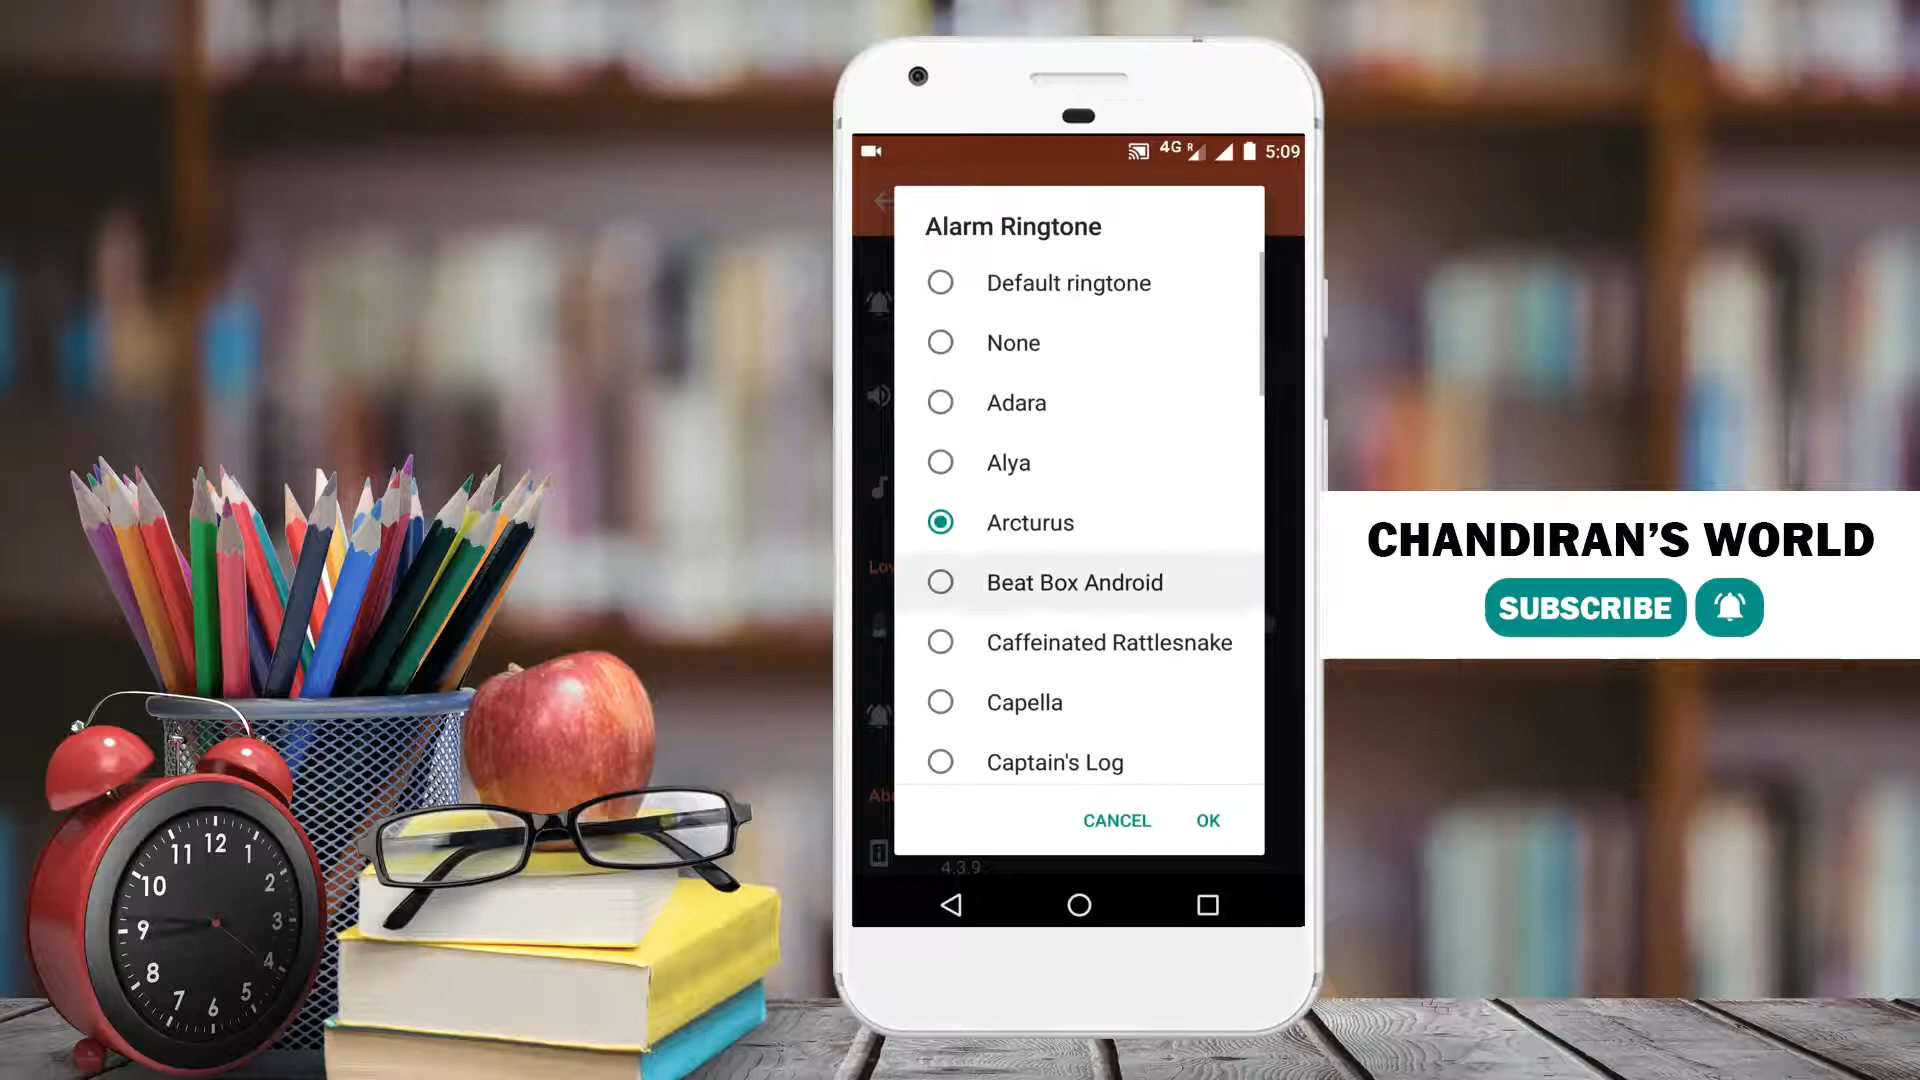 4G R 5:09
Alarm Ringtone
Default ringtone
None
Adara
Alya
Arcturus
Beat Box Android
Caffeinated Rattlesnake
Capella
Captain's Log
CANCEL OK
4.3.9
CHANDIRAN'S WORLD
SUBSCRIBE
12
1
2
3
4
5
6
7
8
9
10
11